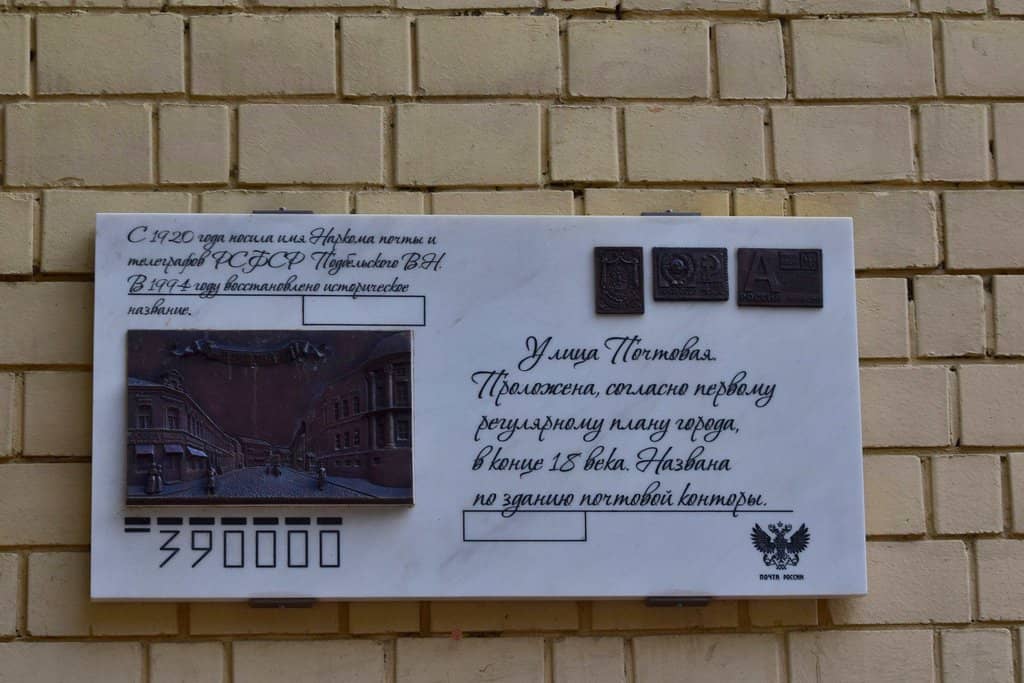 С 1920 года носила имя Наркома почты и
телеграфов РСФСР Подбельского В.Н.
В 1994 году восстановлено историческое
название.
А
РОССИЯ
Улица Почтовая.
Проложена, согласно первому
регулярному плану города,
в конце 18 века. Названа
по зданию почтовой конторы.
390000
ПОЧТА РОССИИ